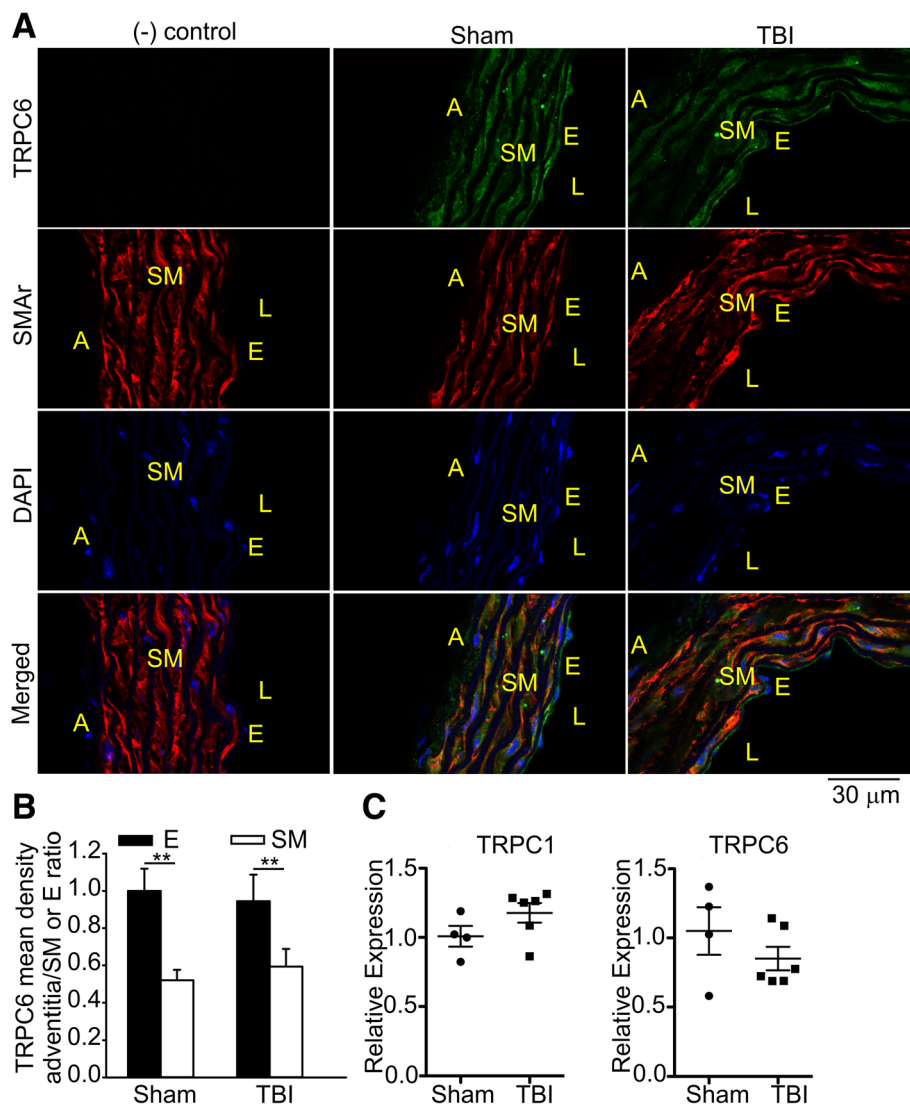 A
(-) control Sham TBI
TRPC6
A A
SM SM
E E
L L
SMAr
SM A
L E SM
A E SM E
L L
DAPI
SM A A
L E SM
A E SM E
L L
Merged
SM A A
L E SM
A E SM E
L L
30 μm
B
E SM
TRPC6 mean density
adventitia/SM or E ratio
1.2
1.0
0.8
0.6
0.4
0.2
0.0
** **
Sham TBI
C
TRPC1
Relative Expression
1.5
1.0
0.5
0.0
Sham TBI
TRPC6
Relative Expression
1.5
1.0
0.5
0.0
Sham TBI